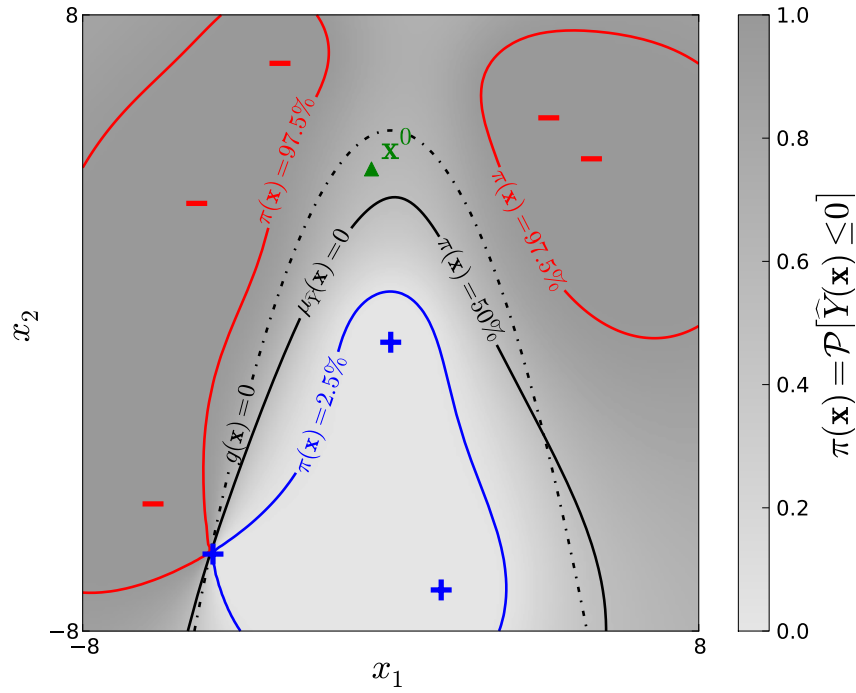 8
−8
−8
8
x₂
x₁
π(x)=97.5%
π(x)=97.5%
x⁰
μ_Ŷ(x)=0
π(x)=50%
g(x)=0
π(x)=2.5%
1.0
0.8
0.6
0.4
0.2
0.0
π(x)=𝒫[Ŷ(x)≤0]